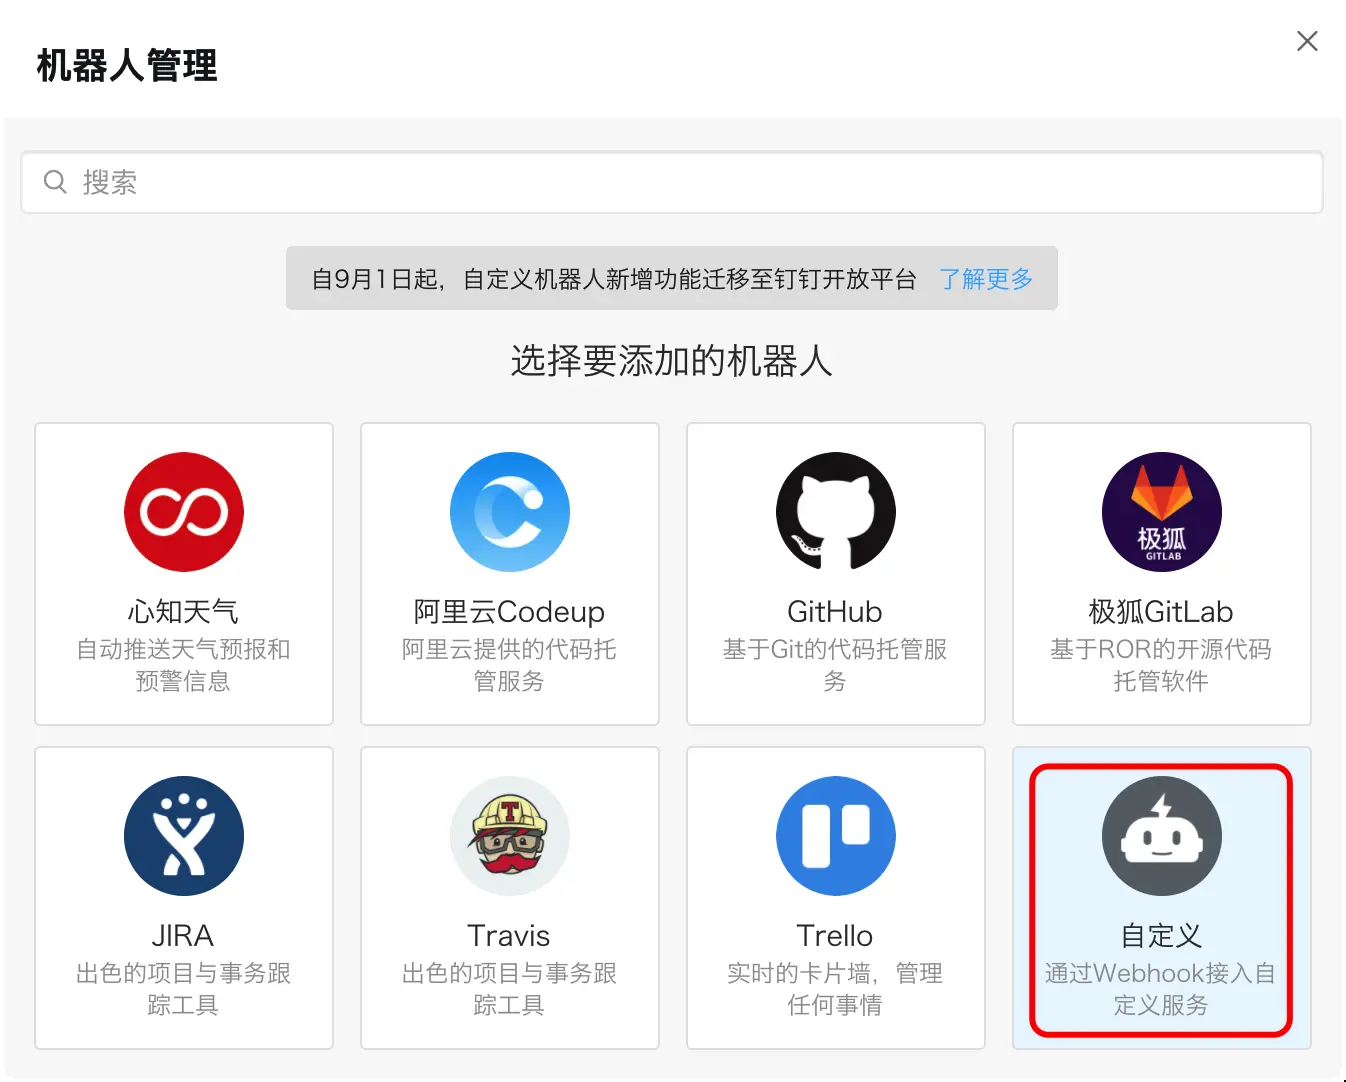 机器人管理
搜索
自9月1日起，自定义机器人新增功能迁移至钉钉开放平台 了解更多
选择要添加的机器人
极狐
GITLAB
心知天气
自动推送天气预报和
预警信息
阿里云Codeup
阿里云提供的代码托
管服务
GitHub
基于Git的代码托管服
务
极狐GitLab
基于ROR的开源代码
托管软件
T
JIRA
出色的项目与事务跟
踪工具
Travis
出色的项目与事务跟
踪工具
Trello
实时的卡片墙，管理
任何事情
自定义
通过Webhook接入自
定义服务